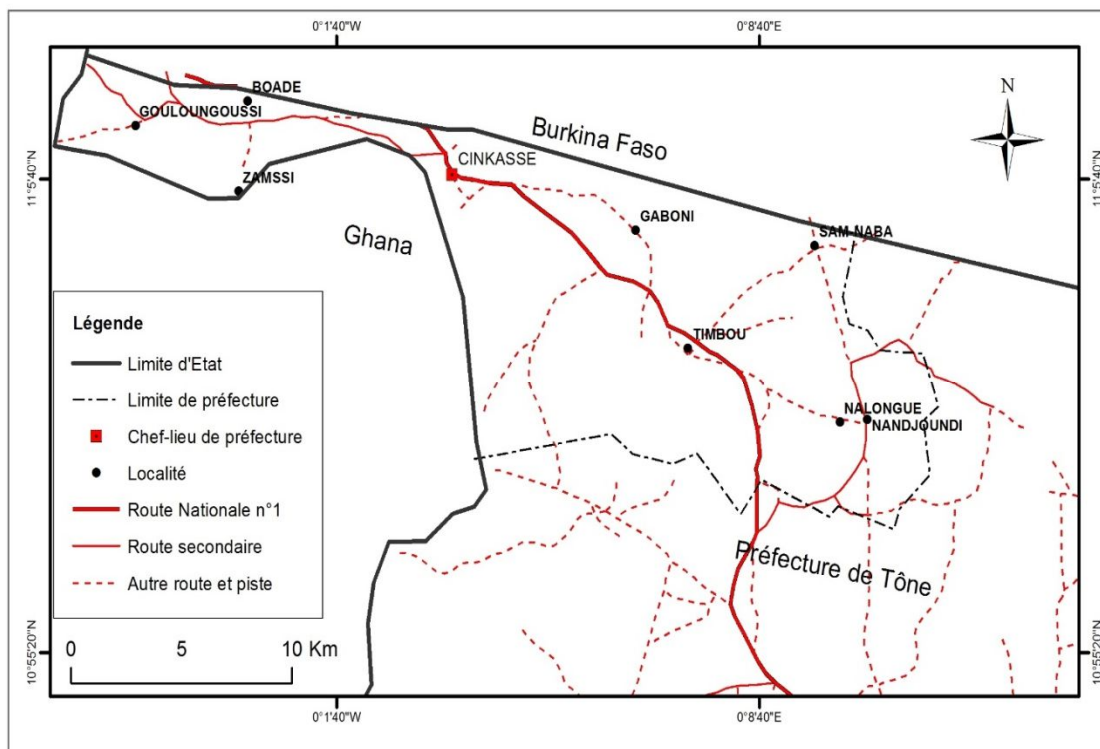 0°1'40"W
0°8'40"E
BOADE
GOULOUNGOUSSI
Burkina Faso
N
CINKASSE
11°5'40"N
11°5'40"N
ZAMSSI
GABONI
SAM-NABA
Ghana
TIMBOU
NALONGUE
NANDJOUNDI
Préfecture de Tône
Légende
Limite d'Etat
Limite de préfecture
Chef-lieu de préfecture
Localité
Route Nationale n°1
Route secondaire
Autre route et piste
0 5 10 Km
10°55'20"N
10°55'20"N
0°1'40"W
0°8'40"E